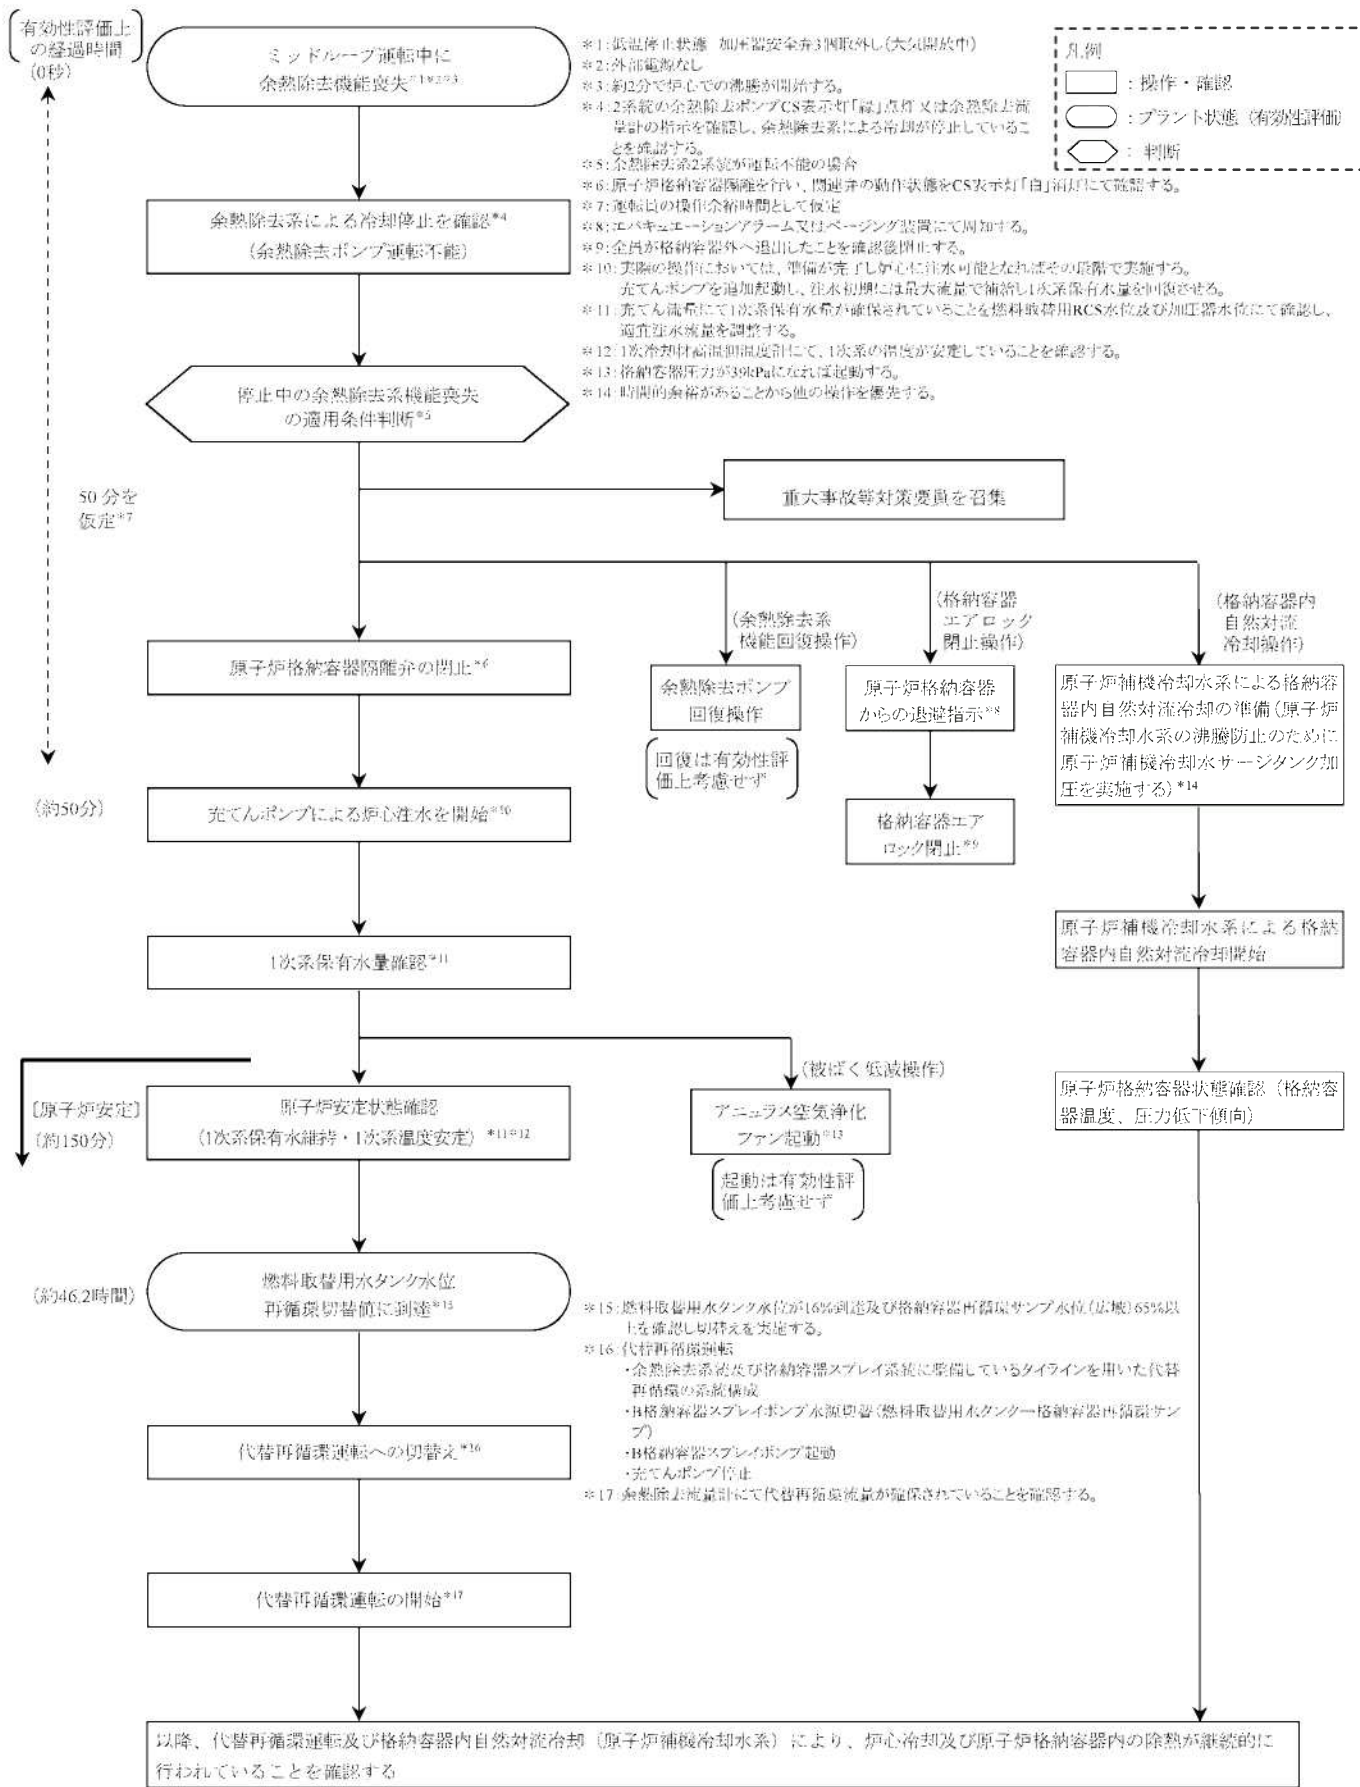 有効性評価上
の経過時間
(0秒)
ミッドループ運転中に
余熱除去機能喪失*1*2*3
*1:低温停止状態 加圧器安全弁3個取外し(大気開放中)
*2:外部電源なし
*3:約2分で炉心での沸騰が開始する。
*4:2系統の余熱除去ポンプCS表示灯「緑」点灯又は余熱除去流
量計の指示を確認し、余熱除去系による冷却が停止しているこ
とを確認する。
*5:余熱除去系2系統が運転不能の場合
*6:原子炉格納容器隔離を行い、関連弁の動作状態をCS表示灯「白」消灯にて確認する。
*7:運転員の操作余裕時間として仮定
*8:エバキュエーションアラーム又はページング装置にて周知する。
*9:全員が格納容器外へ退出したことを確認後閉止する。
*10:実際の操作においては、準備が完了し炉心に注水可能となればその段階で実施する。
充てんポンプを追加起動し、注水初期には最大流量で補給し1次系保有水量を回復させる。
*11:充てん流量にて1次系保有水量が確保されていることを燃料取替用RCS水位及び加圧器水位にて確認し、
適宜注水流量を調整する。
*12:1次冷却材高温側温度計にて、1次系の温度が安定していることを確認する。
*13:格納容器圧力が39kPaになれば起動する。
*14:時間的余裕があることから他の操作を優先する。
凡例
:操作・確認
:プラント状態(有効性評価)
:判断
余熱除去系による冷却停止を確認*4
(余熱除去ポンプ運転不能)
停止中の余熱除去系機能喪失
の適用条件判断*5
50分を
仮定*7
重大事故等対策要員を召集
(余熱除去系
機能回復操作)
(格納容器
エアロック
閉止操作)
(格納容器内
自然対流
冷却操作)
原子炉格納容器隔離弁の閉止*6
余熱除去ポンプ
回復操作
回復は有効性評
価上考慮せず
原子炉格納容器
からの退避指示*8
原子炉補機冷却水系による格納容
器内自然対流冷却の準備(原子炉
補機冷却水系の沸騰防止のために
原子炉補機冷却水サージタンク加
圧を実施する)*14
(約50分)
充てんポンプによる炉心注水を開始*10
格納容器エア
ロック閉止*9
1次系保有水量確認*11
原子炉補機冷却水系による格納
容器内自然対流冷却開始
〔原子炉安定〕
(約150分)
原子炉安定状態確認
(1次系保有水維持・1次系温度安定)*11*12
(被ばく低減操作)
アニュラス空気浄化
ファン起動*13
起動は有効性評
価上考慮せず
原子炉格納容器状態確認(格納容
器温度、圧力低下傾向)
(約46.2時間)
燃料取替用水タンク水位
再循環切替値に到達*15
*15:燃料取替用水タンク水位が16%到達及び格納容器再循環サンプ水位(広域)65%以
上を確認し切替えを実施する。
*16:代替再循環運転
・余熱除去系統及び格納容器スプレイ系統に整備しているタイラインを用いた代替
再循環の系統構成
・B格納容器スプレイポンプ水源切替(燃料取替用水タンク→格納容器再循環サン
プ)
・B格納容器スプレイポンプ起動
・充てんポンプ停止
*17:余熱除去流量計にて代替再循環流量が確保されていることを確認する。
代替再循環運転への切替え*16
代替再循環運転の開始*17
以降、代替再循環運転及び格納容器内自然対流冷却(原子炉補機冷却水系)により、炉心冷却及び原子炉格納容器内の除熱が継続的に
行われていることを確認する